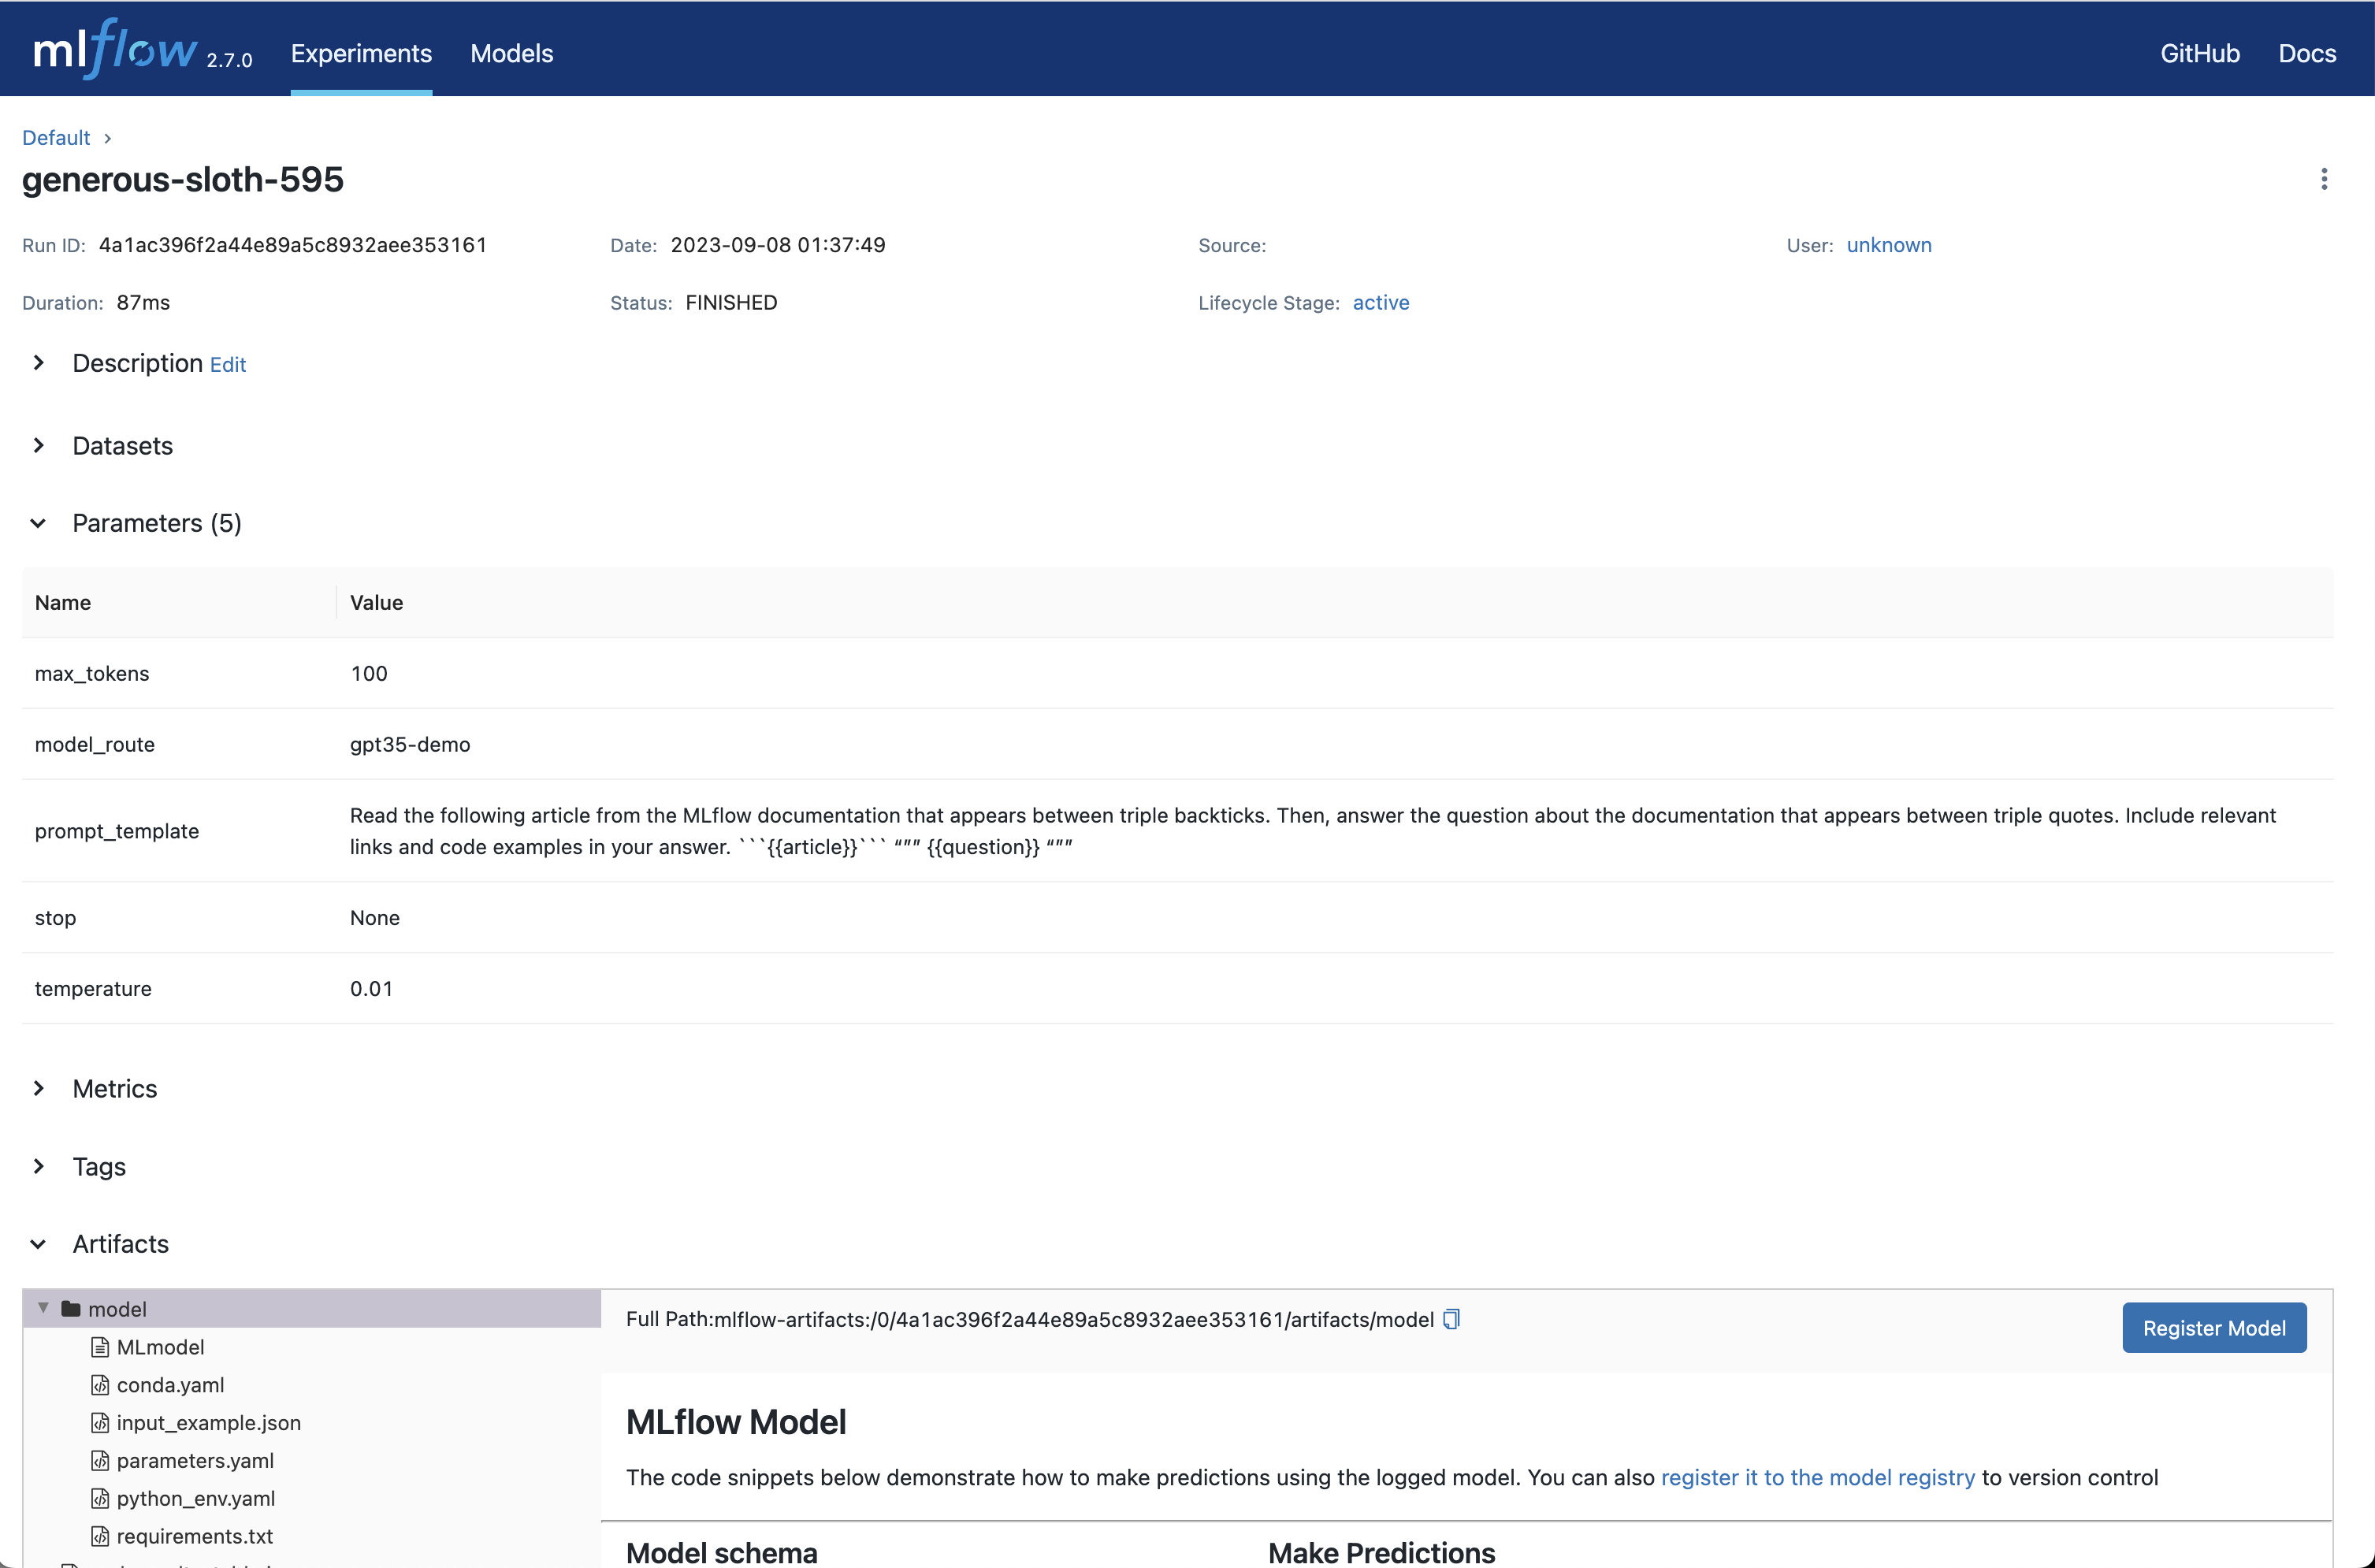 mlflow 2.7.0 Experiments Models GitHub Docs
Default
generous-sloth-595
Run ID: 4a1ac396f2a44e89a5c8932aee353161 Date: 2023-09-08 01:37:49 Source: User: unknown
Duration: 87ms Status: FINISHED Lifecycle Stage: active
Description Edit
Datasets
Parameters (5)
Name Value
max_tokens 100
model_route gpt35-demo
prompt_template Read the following article from the MLflow documentation that appears between triple backticks. Then, answer the question about the documentation that appears between triple quotes. Include relevant
links and code examples in your answer. ```{{article}}``` “”” {{question}} “””
stop None
temperature 0.01
Metrics
Tags
Artifacts
model
MLmodel
conda.yaml
input_example.json
parameters.yaml
python_env.yaml
requirements.txt
Full Path:mlflow-artifacts:/0/4a1ac396f2a44e89a5c8932aee353161/artifacts/model
Register Model
MLflow Model
The code snippets below demonstrate how to make predictions using the logged model. You can also register it to the model registry to version control
Model schema Make Predictions